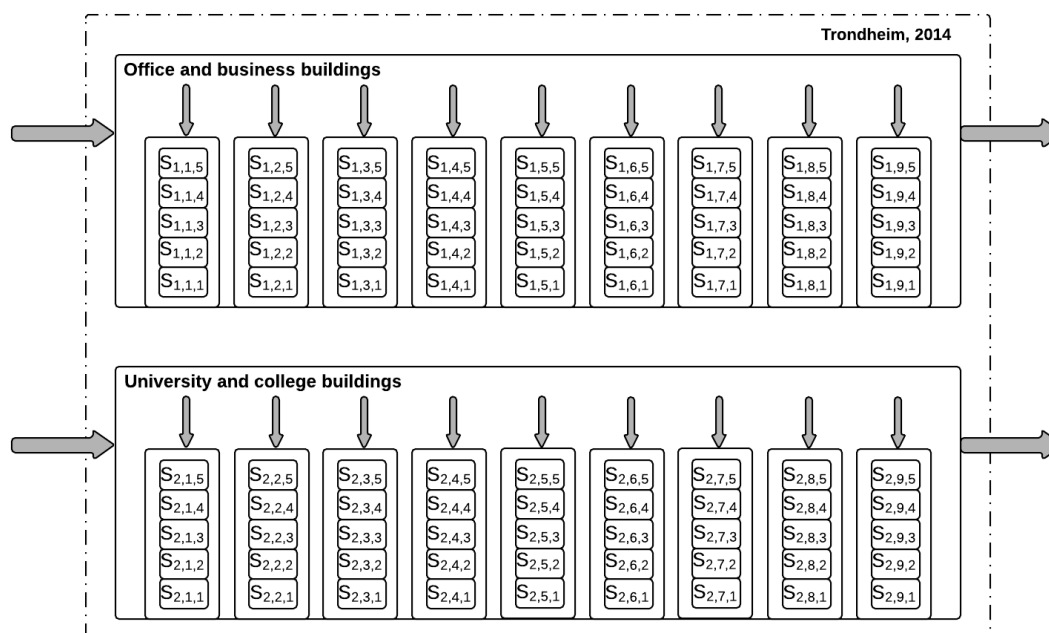 Trondheim, 2014
Office and business buildings
S1,1,5 S1,2,5 S1,3,5 S1,4,5 S1,5,5 S1,6,5 S1,7,5 S1,8,5 S1,9,5
S1,1,4 S1,2,4 S1,3,4 S1,4,4 S1,5,4 S1,6,4 S1,7,4 S1,8,4 S1,9,4
S1,1,3 S1,2,3 S1,3,3 S1,4,3 S1,5,3 S1,6,3 S1,7,3 S1,8,3 S1,9,3
S1,1,2 S1,2,2 S1,3,2 S1,4,2 S1,5,2 S1,6,2 S1,7,2 S1,8,2 S1,9,2
S1,1,1 S1,2,1 S1,3,1 S1,4,1 S1,5,1 S1,6,1 S1,7,1 S1,8,1 S1,9,1
University and college buildings
S2,1,5 S2,2,5 S2,3,5 S2,4,5 S2,5,5 S2,6,5 S2,7,5 S2,8,5 S2,9,5
S2,1,4 S2,2,4 S2,3,4 S2,4,4 S2,5,4 S2,6,4 S2,7,4 S2,8,4 S2,9,4
S2,1,3 S2,2,3 S2,3,3 S2,4,3 S2,5,3 S2,6,3 S2,7,3 S2,8,3 S2,9,3
S2,1,2 S2,2,2 S2,3,2 S2,4,2 S2,5,2 S2,6,2 S2,7,2 S2,8,2 S2,9,2
S2,1,1 S2,2,1 S2,3,1 S2,4,1 S2,5,1 S2,6,1 S2,7,1 S2,8,1 S2,9,1